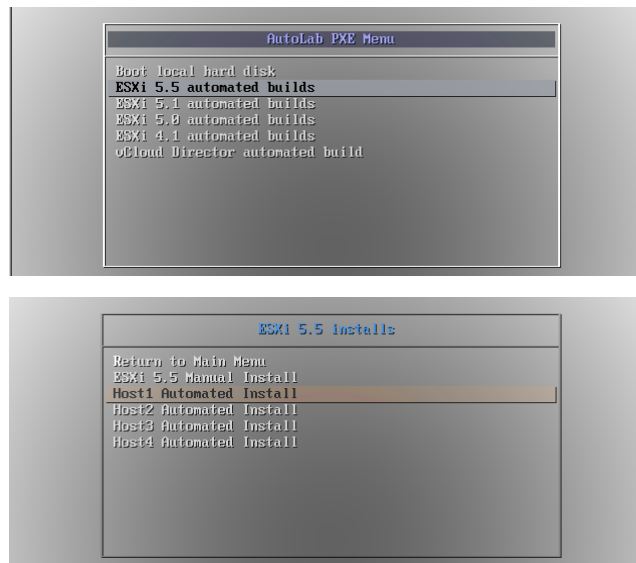 AutoLab PXE Menu
Boot local hard disk
ESXi 5.5 automated builds
ESXi 5.1 automated builds
ESXi 5.0 automated builds
ESXi 4.1 automated builds
vCloud Director automated build
ESXi 5.5 installs
Return to Main Menu
ESXi 5.5 Manual Install
Host1 Automated Install
Host2 Automated Install
Host3 Automated Install
Host4 Automated Install